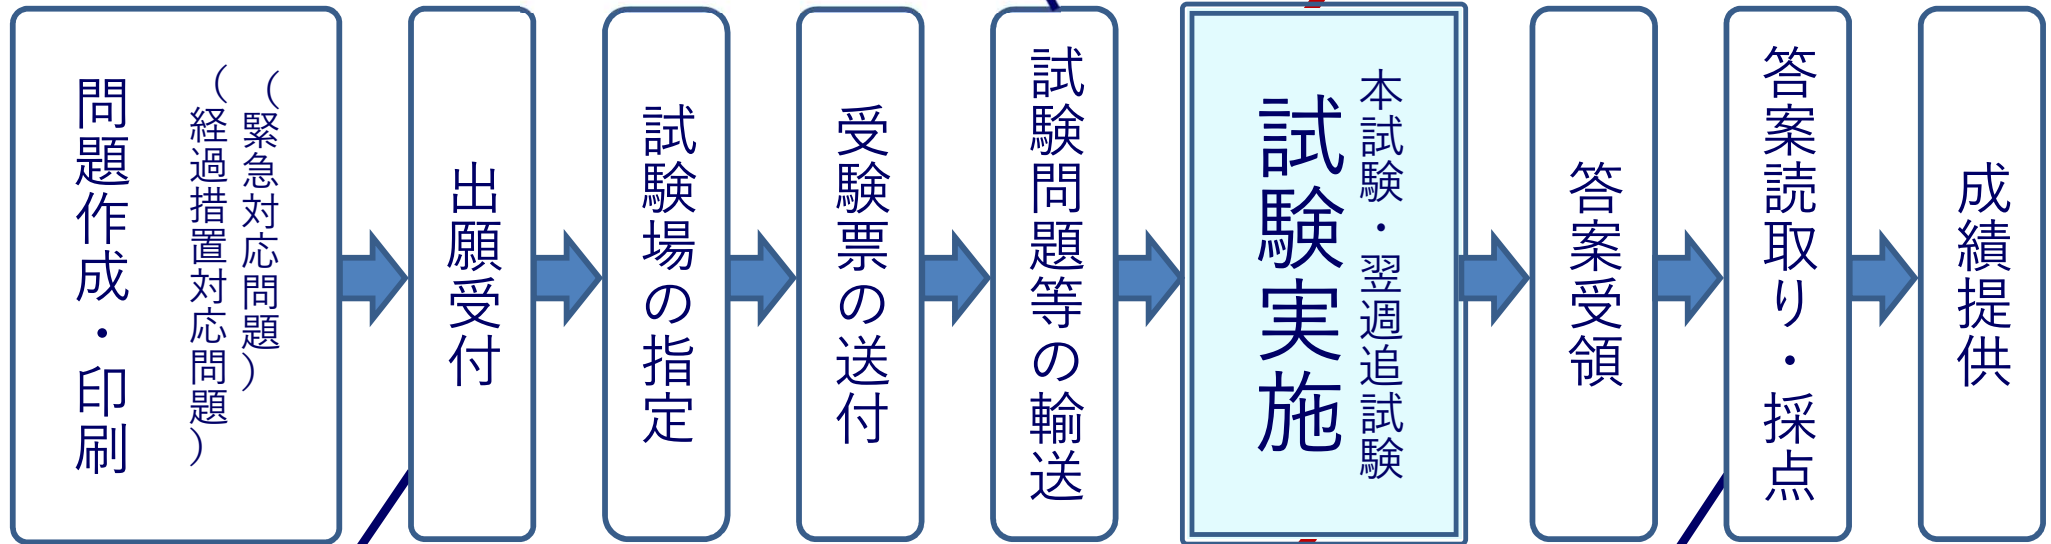 問題作成・印刷
（緊急対応問題）
（経過措置対応問題）
出願受付
試験場の指定
受験票の送付
試験問題等の輸送
本試験・翌週追試験
試験実施
答案受領
答案読取り・採点
成績提供